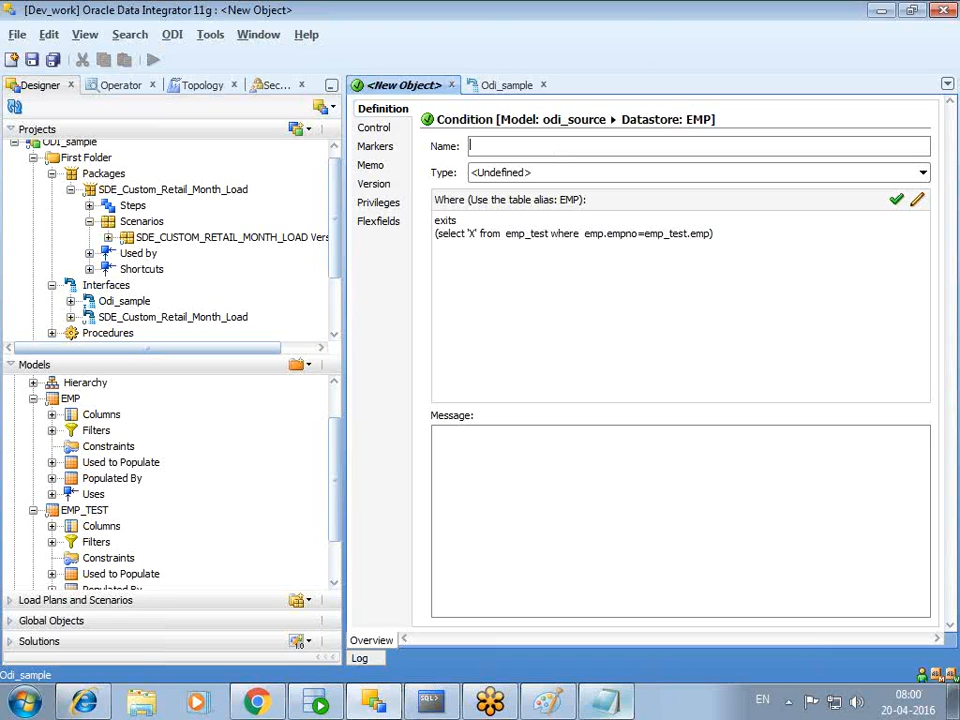 [Dev_work] Oracle Data Integrator 11g : <New Object>
File Edit View Search ODI Tools Window Help
Designer Operator Topology Sec...
<New Object> Odi_sample
Projects
ODI_sample
First Folder
Packages
SDE_Custom_Retail_Month_Load
Steps
Scenarios
SDE_CUSTOM_RETAIL_MONTH_LOAD Vers
Used by
Shortcuts
Interfaces
Odi_sample
SDE_Custom_Retail_Month_Load
Procedures
Models
Hierarchy
EMP
Columns
Filters
Constraints
Used to Populate
Populated By
Uses
EMP_TEST
Columns
Filters
Constraints
Used to Populate
Populated By
Load Plans and Scenarios
Global Objects
Solutions
Definition
Control
Markers
Memo
Version
Privileges
Flexfields
Condition [Model: odi_source Datastore: EMP]
Name:
Type: <Undefined>
Where (Use the table alias: EMP):
exits
(select 'X' from emp_test where emp.empno=emp_test.emp)
Message:
Overview
Log
Odi_sample
SQL>
EN
08:00
20-04-2016